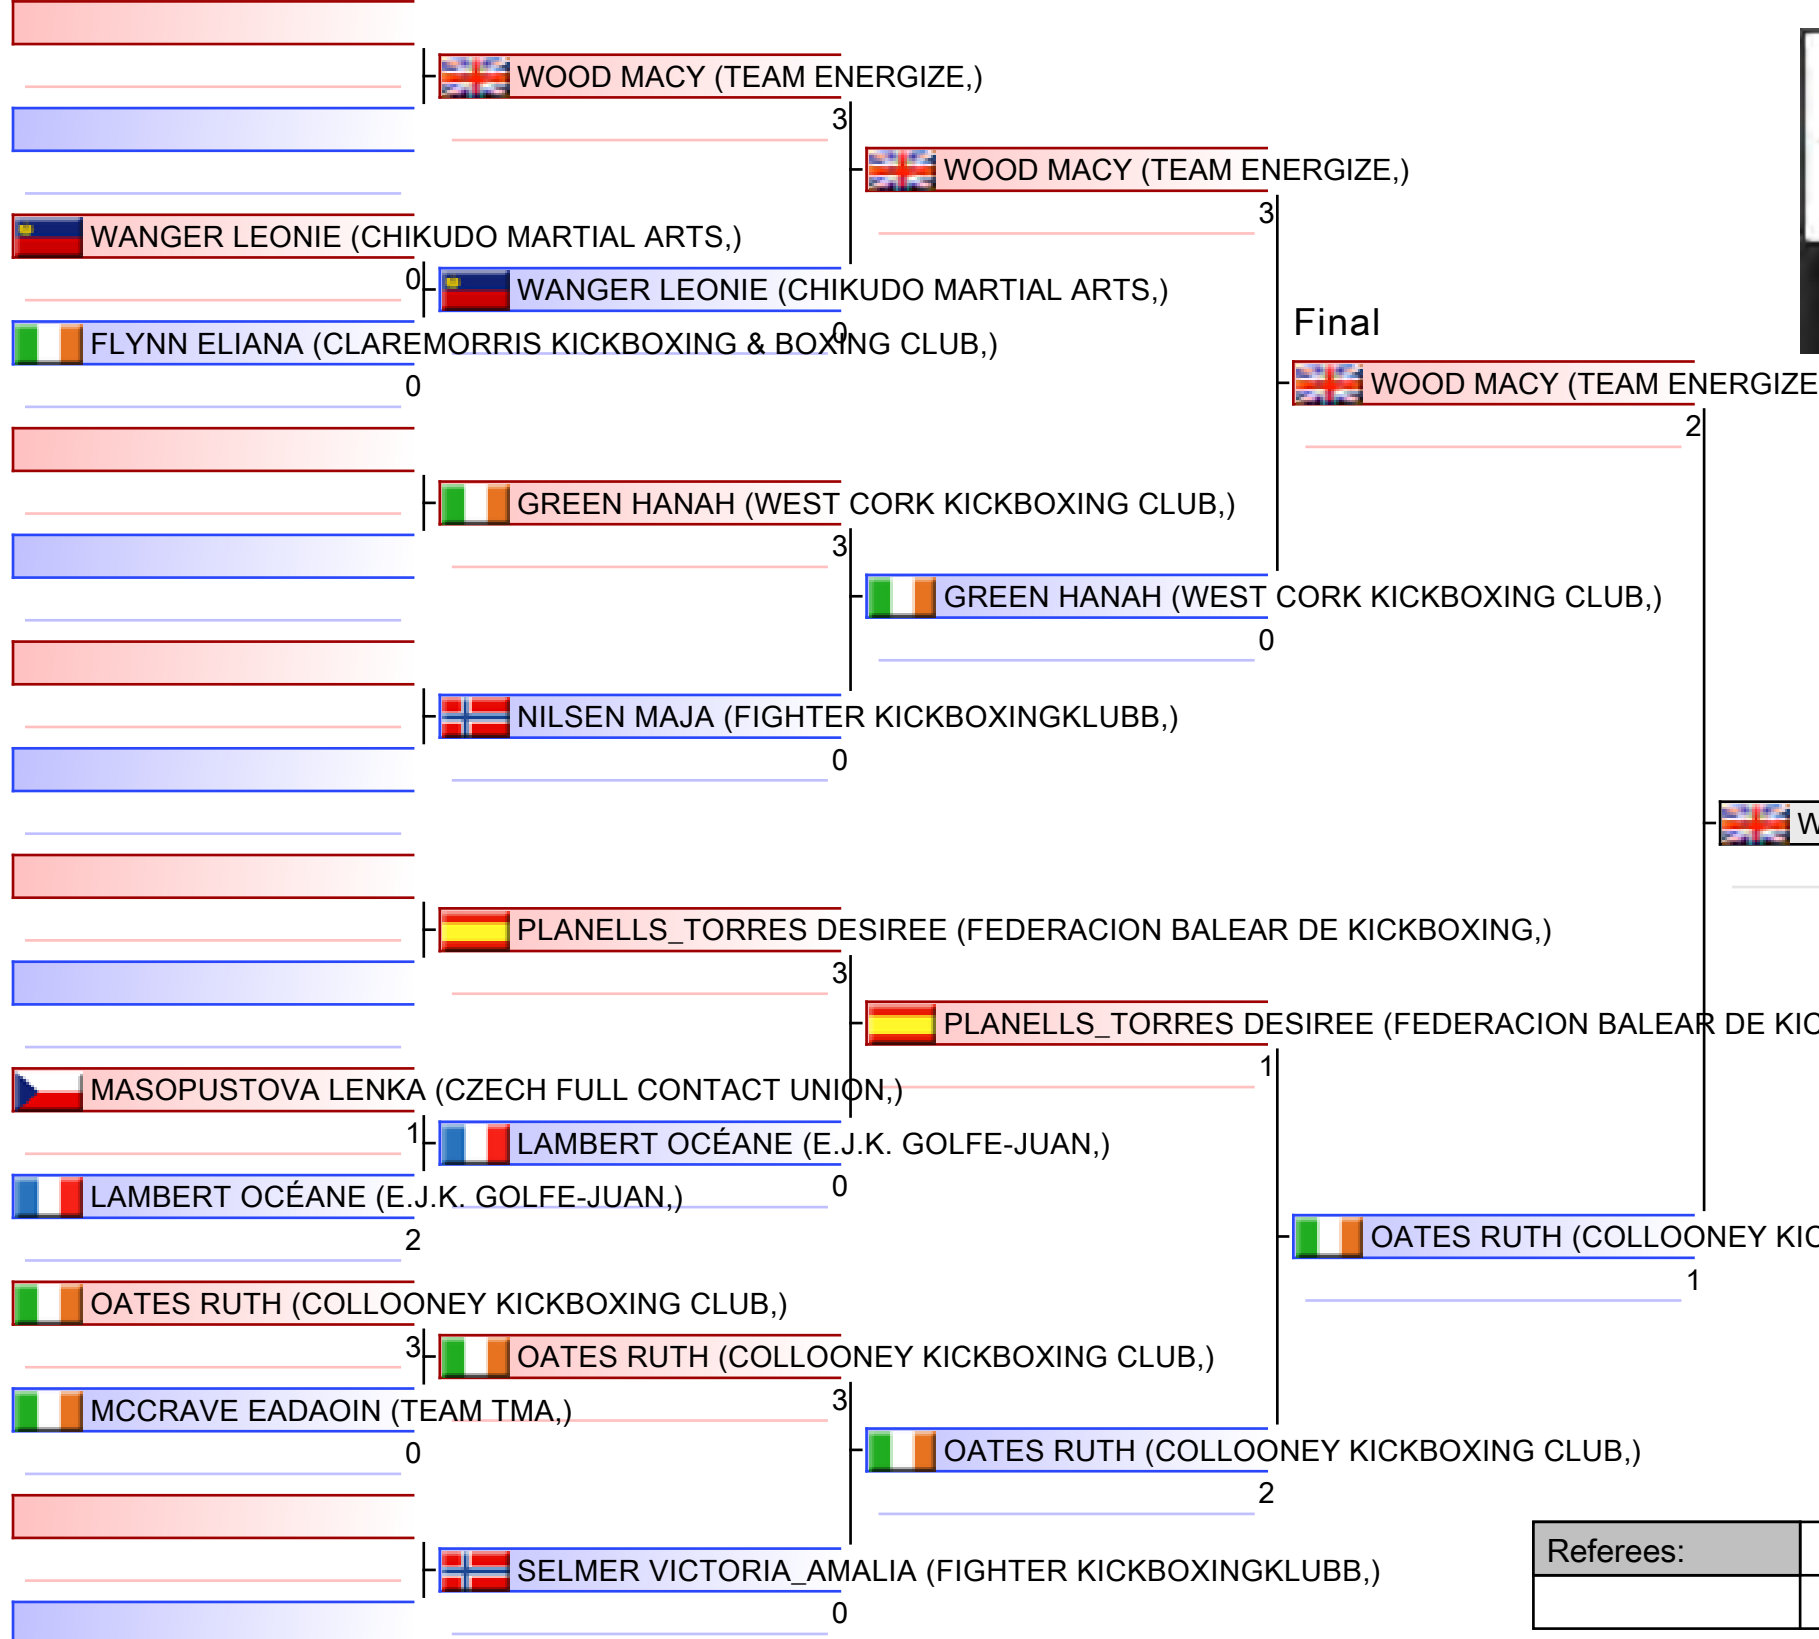 WOOD MACY (TEAM ENERGIZE,)
3
WOOD MACY (TEAM ENERGIZE,)
3
WANGER LEONIE (CHIKUDO MARTIAL ARTS,)
0
WANGER LEONIE (CHIKUDO MARTIAL ARTS,)
0
Final
FLYNN ELIANA (CLAREMORRIS KICKBOXING & BOXING CLUB,)
0
WOOD MACY (TEAM ENERGIZE
2
GREEN HANAH (WEST CORK KICKBOXING CLUB,)
3
GREEN HANAH (WEST CORK KICKBOXING CLUB,)
0
NILSEN MAJA (FIGHTER KICKBOXINGKLUBB,)
0
W
PLANELLS_TORRES DESIREE (FEDERACION BALEAR DE KICKBOXING,)
3
PLANELLS_TORRES DESIREE (FEDERACION BALEAR DE KIC
1
MASOPUSTOVA LENKA (CZECH FULL CONTACT UNION,)
1
LAMBERT OCÉANE (E.J.K. GOLFE-JUAN,)
0
LAMBERT OCÉANE (E.J.K. GOLFE-JUAN,)
2
OATES RUTH (COLLOONEY KIC
1
OATES RUTH (COLLOONEY KICKBOXING CLUB,)
3
OATES RUTH (COLLOONEY KICKBOXING CLUB,)
3
MCCRAVE EADAOIN (TEAM TMA,)
0
OATES RUTH (COLLOONEY KICKBOXING CLUB,)
2
Referees:
SELMER VICTORIA_AMALIA (FIGHTER KICKBOXINGKLUBB,)
0